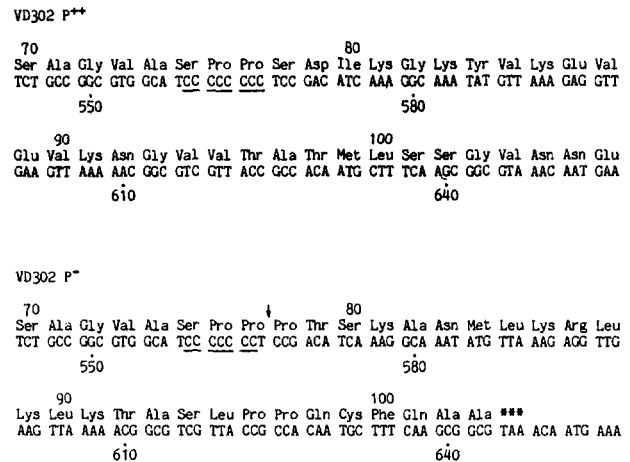 VD302 P++
70 80
Ser Ala Gly Val Ala Ser Pro Pro Ser Asp Ile Lys Gly Lys Tyr Val Lys Glu Val
TCT GCC GGC GTG GCA TCC CCC CCC TCC GAC ATC AAA GGC AAA TAT GTT AAA GAG GTT
550 580
90 100
Glu Val Lys Asn Gly Val Val Thr Ala Thr Met Leu Ser Ser Gly Val Asn Asn Glu
GAA GTT AAA AAC GGC GTC GTT ACC GCC ACA ATG CTT TCA AGC GGC GTA AAC AAT GAA
610 640
VD302 P-
70 ↓ 80
Ser Ala Gly Val Ala Ser Pro Pro Pro Thr Ser Lys Ala Asn Met Leu Lys Arg Leu
TCT GCC GGC GTG GCA TCC CCC CCT CCG ACA TCA AAG GCA AAT ATG TTA AAG AGG TTG
550 580
90 100
Lys Leu Lys Thr Ala Ser Leu Pro Pro Gln Cys Phe Gln Ala Ala ***
AAG TTA AAA ACG GCG TCG TTA CCG CCA CAA TGC TTT CAA GCG GCG TAA ACA ATG AAA
610 640